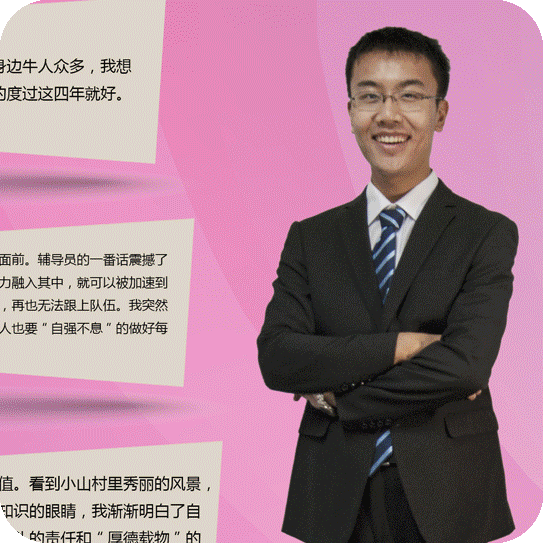 身边牛人众多，我想
的度过这四年就好。
面前。辅导员的一番话震撼了
力融入其中，就可以被加速到
，再也无法跟上队伍。我突然
人也要＂自强不息＂的做好每
值。看到小山村里秀丽的风景，
知识的眼睛，我渐渐明白了自
的责任和＂厚德载物＂的